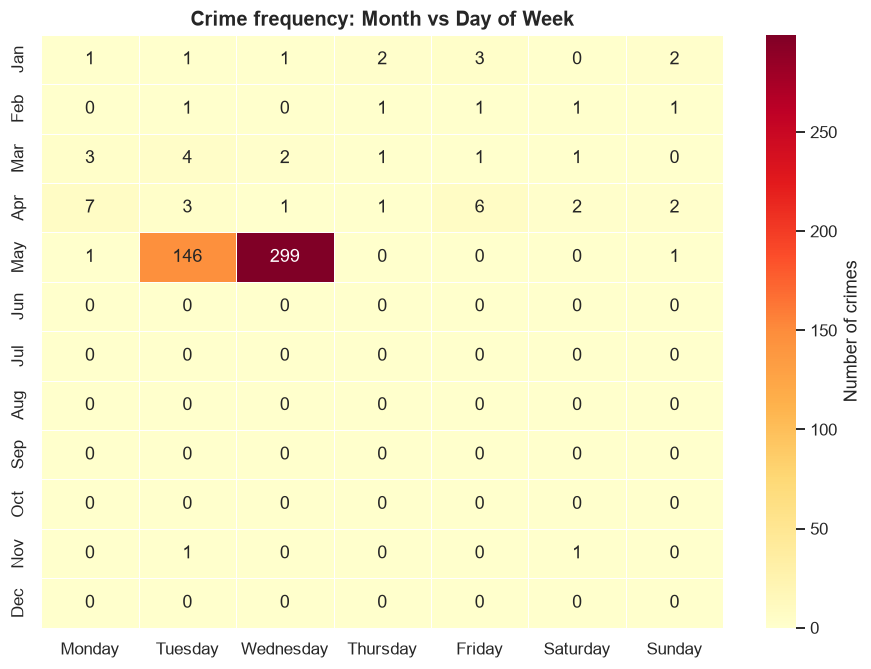 Crime frequency: Month vs Day of Week
Jan 1 1 1 2 3 0 2
Feb 0 1 0 1 1 1 1
Mar 3 4 2 1 1 1 0
Apr 7 3 1 1 6 2 2
May 1 146 299 0 0 0 1
Jun 0 0 0 0 0 0 0
Jul 0 0 0 0 0 0 0
Aug 0 0 0 0 0 0 0
Sep 0 0 0 0 0 0 0
Oct 0 0 0 0 0 0 0
Nov 0 1 0 0 0 1 0
Dec 0 0 0 0 0 0 0
Monday Tuesday Wednesday Thursday Friday Saturday Sunday
250
200
150
100
50
0
Number of crimes